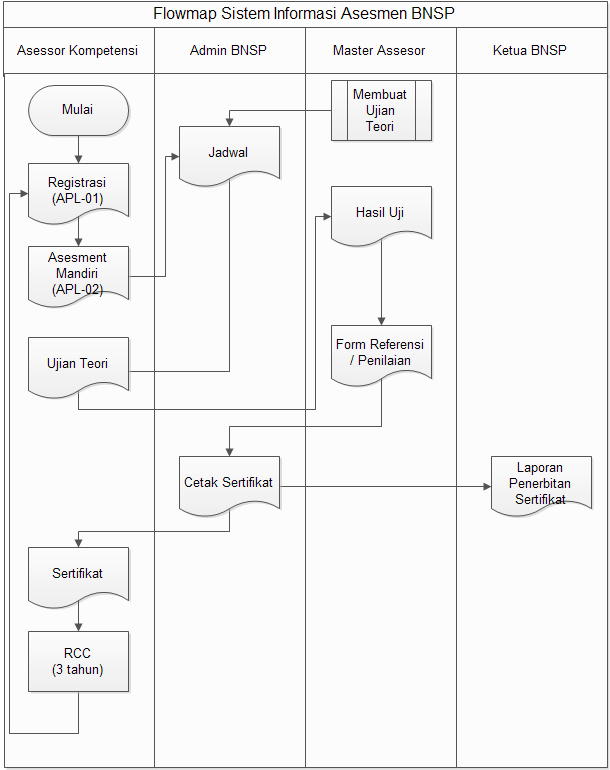 Flowmap Sistem Informasi Asesmen BNSP
Asessor Kompetensi
Admin BNSP
Master Assesor
Ketua BNSP
Mulai
Membuat
Ujian
Teori
Jadwal
Registrasi
(APL-01)
Hasil Uji
Asesment
Mandiri
(APL-02)
Ujian Teori
Form Referensi
/ Penilaian
Cetak Sertifikat
Laporan
Penerbitan
Sertifikat
Sertifikat
RCC
(3 tahun)